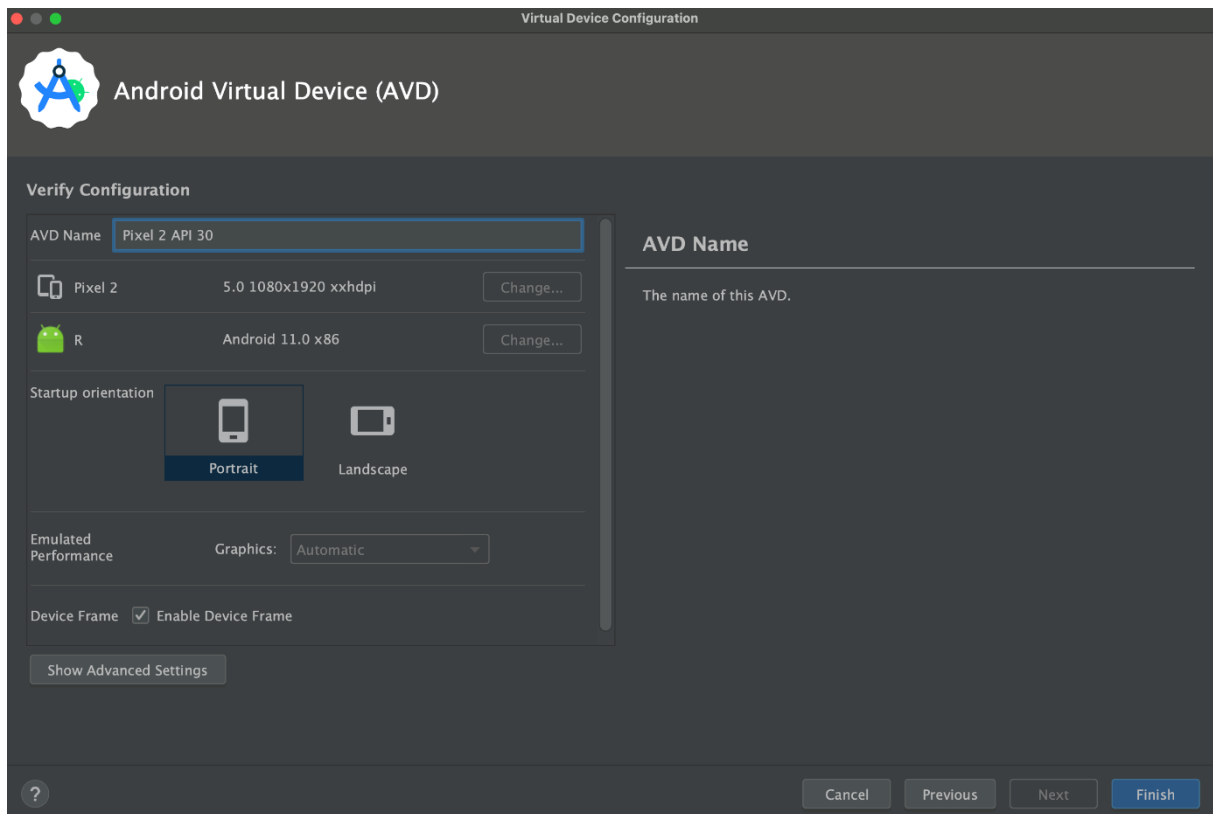 Virtual Device Configuration
Android Virtual Device (AVD)
Verify Configuration
AVD Name Pixel 2 API 30
Pixel 2 5.0 1080x1920 xxhdpi Change...
R Android 11.0 x86 Change...
Startup orientation
Portrait Landscape
Emulated
Performance Graphics: Automatic
Device Frame Enable Device Frame
Show Advanced Settings
AVD Name
The name of this AVD.
? Cancel Previous Next Finish